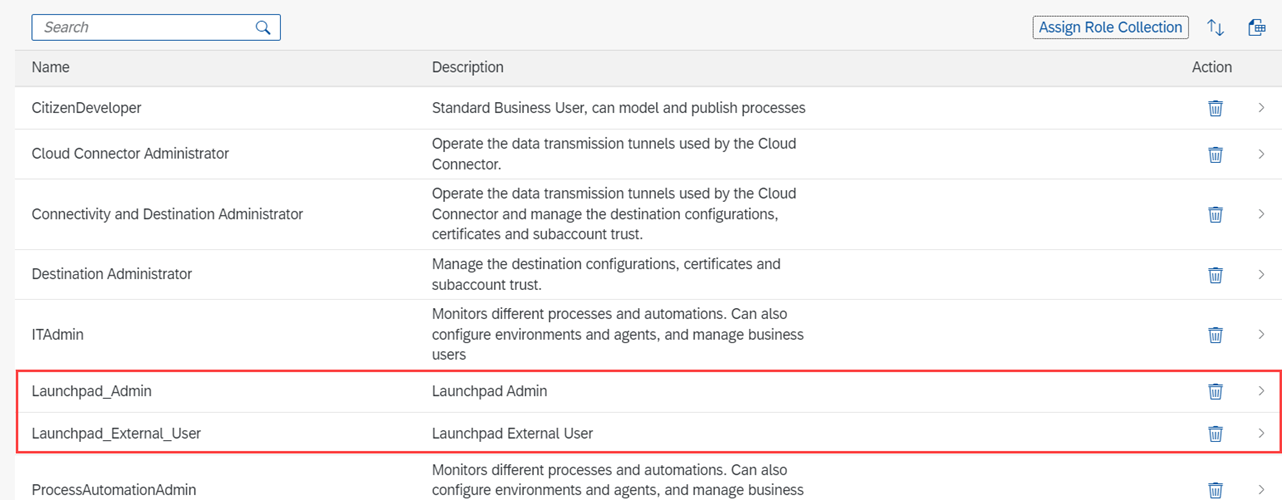 Search
Assign Role Collection
Name Description Action
CitizenDeveloper Standard Business User, can model and publish processes
Cloud Connector Administrator Operate the data transmission tunnels used by the Cloud
Connector.
Connectivity and Destination Administrator Operate the data transmission tunnels used by the Cloud
Connector and manage the destination configurations,
certificates and subaccount trust.
Destination Administrator Manage the destination configurations, certificates and
subaccount trust.
ITAdmin Monitors different processes and automations. Can also
configure environments and agents, and manage business
users
Launchpad_Admin Launchpad Admin
Launchpad_External_User Launchpad External User
ProcessAutomationAdmin Monitors different processes and automations. Can also
configure environments and agents, and manage business